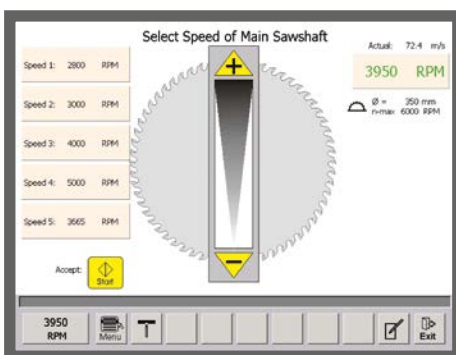 Select Speed of Main Sawshaft
Actual: 72.4 m/s
3950 RPM
Ø = 350 mm
n-max 6000 RPM
Speed 1: 2800 RPM
Speed 2: 3000 RPM
Speed 3: 4000 RPM
Speed 4: 5000 RPM
Speed 5: 3665 RPM
+
−
Accept: Start
3950 RPM
Menu
Exit